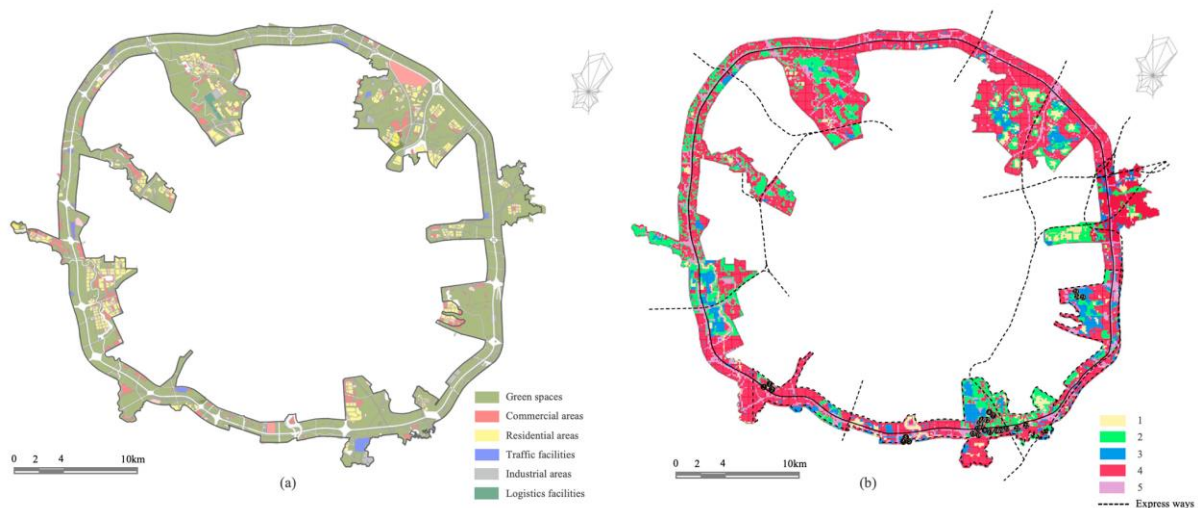 Green spaces
Commercial areas
Residential areas
Traffic facilities
Industrial areas
Logistics facilities
0 2 4 10km
(a)
1
2
3
4
5
Express ways
0 2 4 10km
(b)